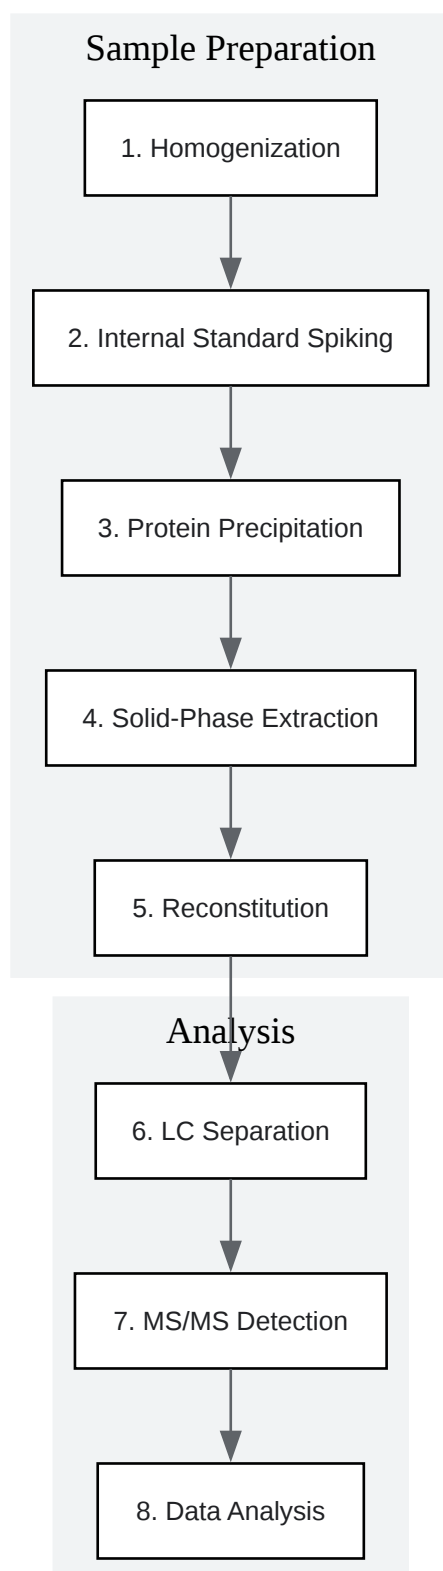 Sample Preparation
1. Homogenization
2. Internal Standard Spiking
3. Protein Precipitation
4. Solid-Phase Extraction
5. Reconstitution
Analysis
6. LC Separation
7. MS/MS Detection
8. Data Analysis